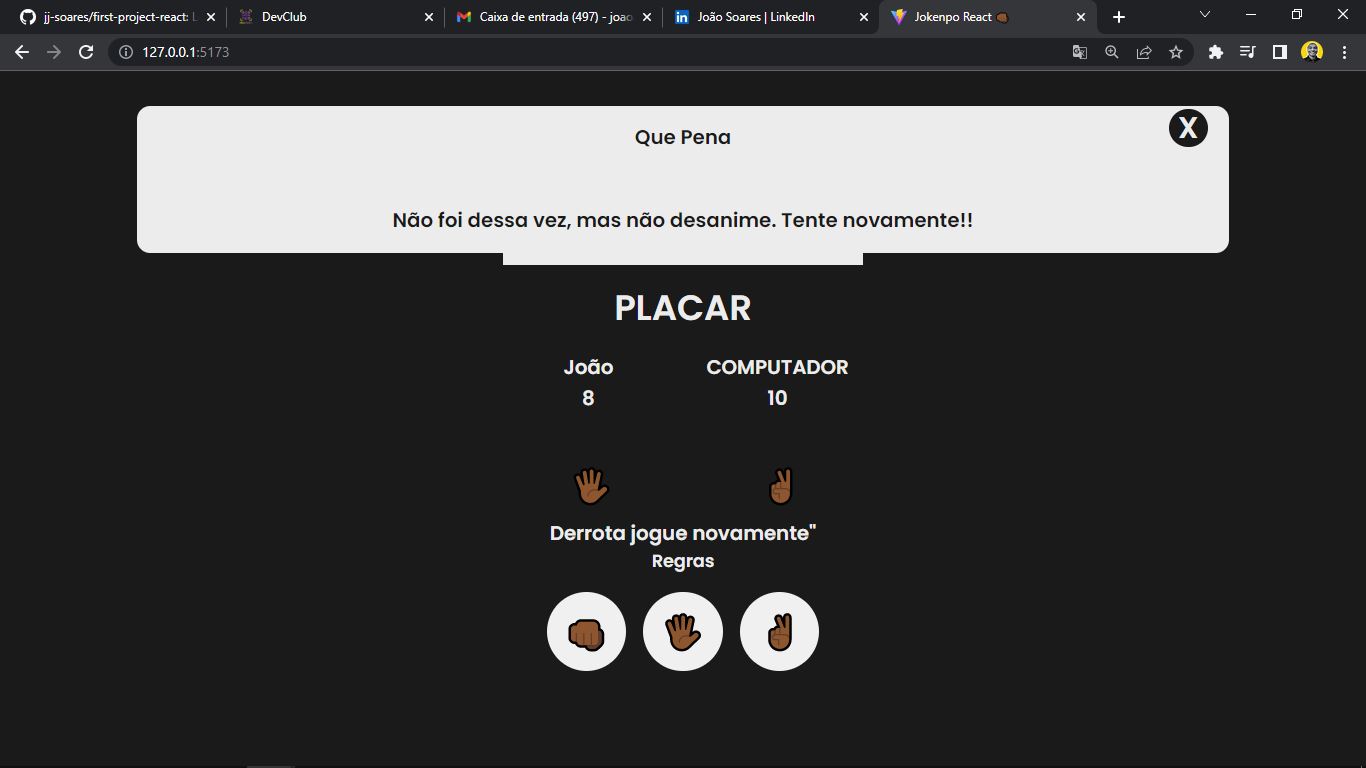 jj-soares/first-project-react: L
DevClub
Caixa de entrada (497) - joao
João Soares | LinkedIn
Jokenpo React
127.0.0.1:5173
Que Pena
X
Não foi dessa vez, mas não desanime. Tente novamente!!
PLACAR
João COMPUTADOR
8 10
Derrota jogue novamente"
Regras